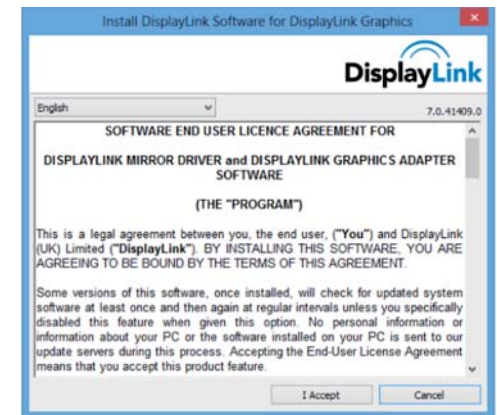 Install DisplayLink Software for DisplayLink Graphics
DisplayLink
English
7.0.41409.0
SOFTWARE END USER LICENCE AGREEMENT FOR
DISPLAYLINK MIRROR DRIVER and DISPLAYLINK GRAPHICS ADAPTER
SOFTWARE
(THE "PROGRAM")
This is a legal agreement between you, the end user, ("You") and DisplayLink
(UK) Limited ("DisplayLink"). BY INSTALLING THIS SOFTWARE, YOU ARE
AGREEING TO BE BOUND BY THE TERMS OF THIS AGREEMENT.
Some versions of this software, once installed, will check for updated system
software at least once and then again at regular intervals unless you specifically
disabled this feature when given this option. No personal information or
information about your PC or the software installed on your PC is sent to our
update servers during this process. Accepting the End-User License Agreement
means that you accept this product feature.
I Accept
Cancel